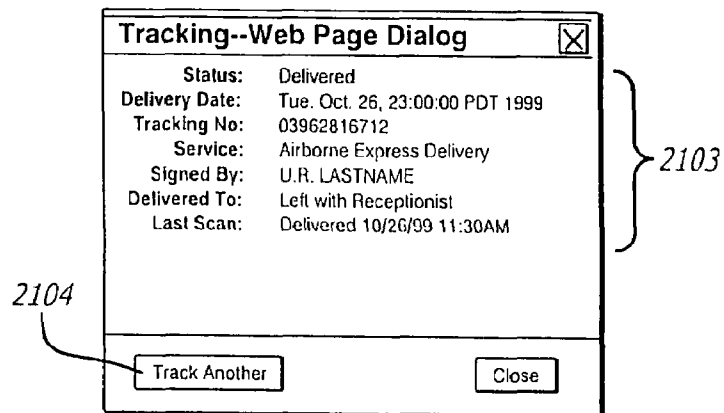 Tracking--Web Page Dialog
Status: Delivered
Delivery Date: Tue. Oct. 26, 23:00:00 PDT 1999
Tracking No: 03962816712
Service: Airborne Express Delivery
Signed By: U.R. LASTNAME
Delivered To: Left with Receptionist
Last Scan: Delivered 10/26/99 11:30AM
2103
2104
Track Another Close